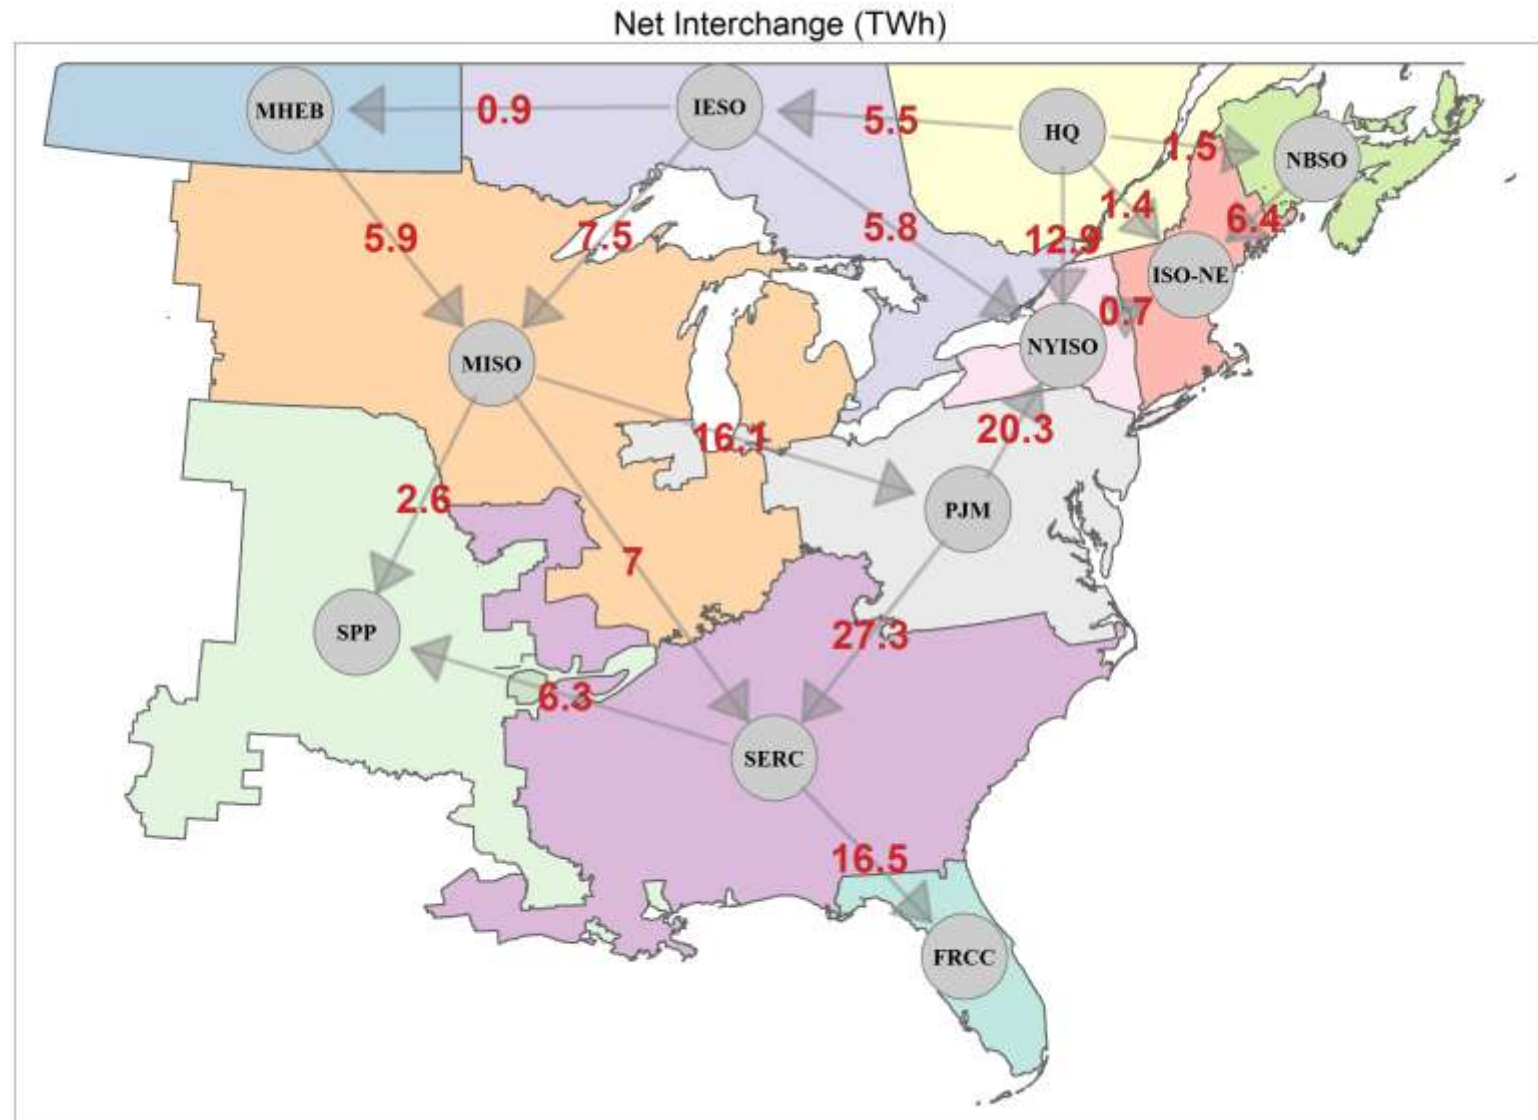 Net Interchange (TWh)
MHEB
0.9
IESO
5.5
HQ
1.5
NBSO
5.9
7.5
5.8
12.9
1.4
6.4
ISO-NE
0.7
MISO
NYISO
16.1
20.3
2.6
PJM
7
SPP
27.3
6.3
SERC
16.5
FRCC